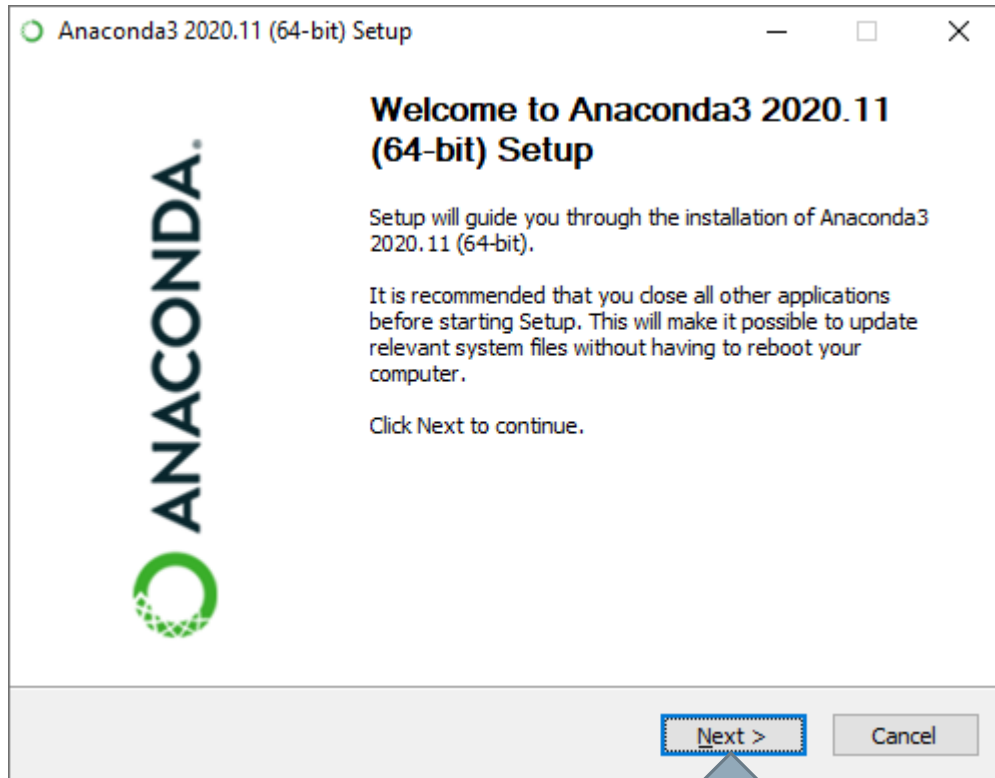 Anaconda3 2020.11 (64-bit) Setup
Welcome to Anaconda3 2020.11
(64-bit) Setup
ANACONDA.
Setup will guide you through the installation of Anaconda3
2020.11 (64-bit).
It is recommended that you close all other applications
before starting Setup. This will make it possible to update
relevant system files without having to reboot your
computer.
Click Next to continue.
Next >
Cancel